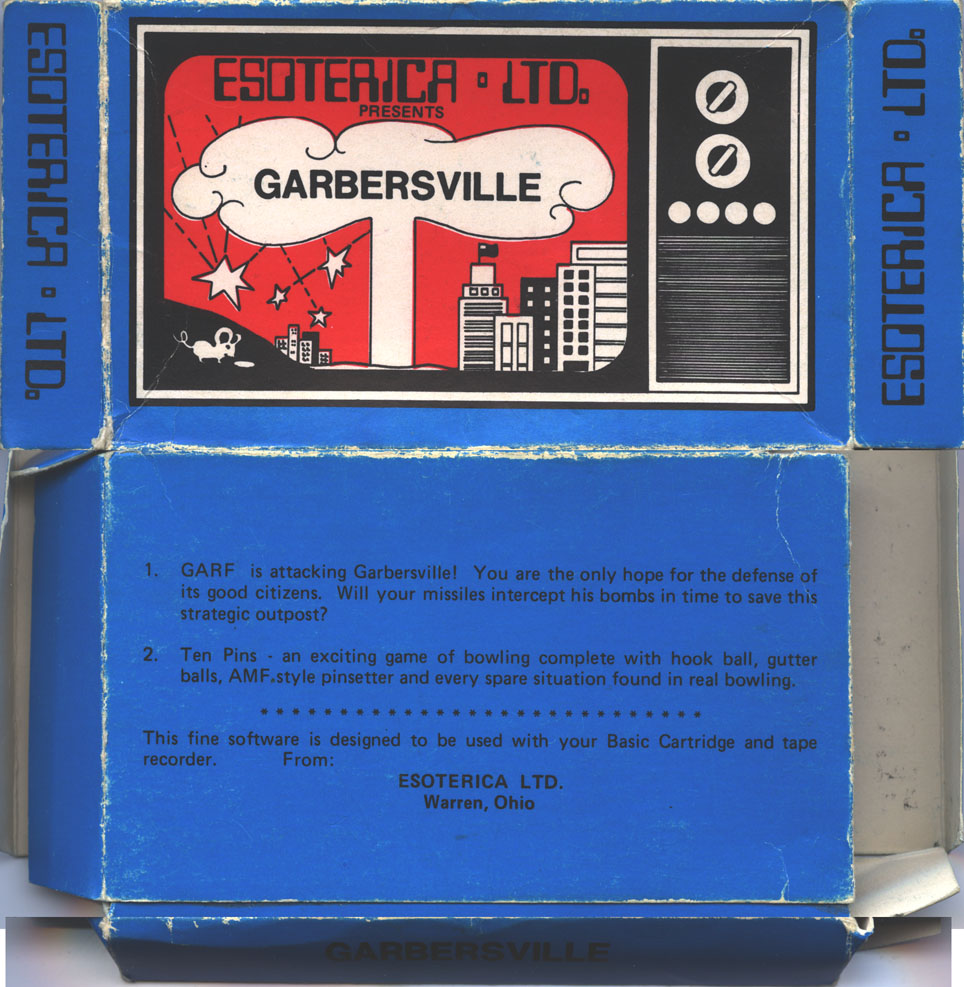 ESOTERICA · LTD.
ESOTERICA · LTD.
PRESENTS
GARBERSVILLE
ESOTERICA · LTD.
1. GARF is attacking Garbersville! You are the only hope for the defense of
its good citizens. Will your missiles intercept his bombs in time to save this
strategic outpost?
2. Ten Pins - an exciting game of bowling complete with hook ball, gutter
balls, AMF-style pinsetter and every spare situation found in real bowling.
* * * * * * * * * * * * * * * * * * * * * * * * * * * *
This fine software is designed to be used with your Basic Cartridge and tape
recorder. From:
ESOTERICA LTD.
Warren, Ohio
GARBERSVILLE